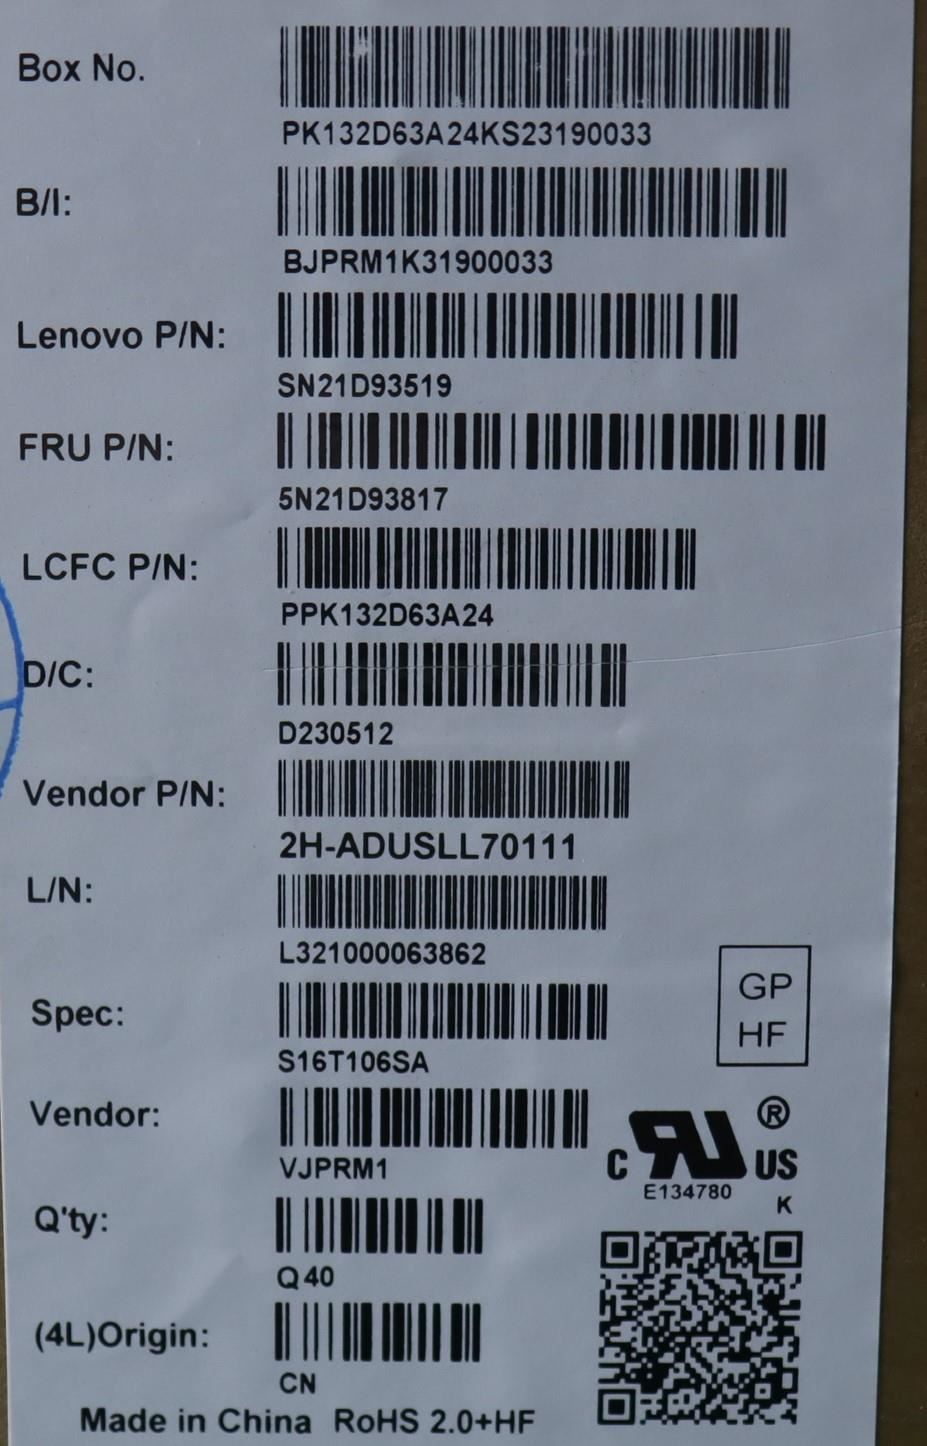 Box No.
PK132D63A24KS23190033
B/I:
BJPRM1K31900033
Lenovo P/N:
SN21D93519
FRU P/N:
5N21D93817
LCFC P/N:
PPK132D63A24
D/C:
D230512
Vendor P/N:
2H-ADUSLL70111
L/N:
L321000063862
Spec:
S16T106SA
GP
HF
Vendor:
VJPRM1
C RU ® US
E134780
K
Q'ty:
Q40
(4L)Origin:
CN
Made in China RoHS 2.0+HF